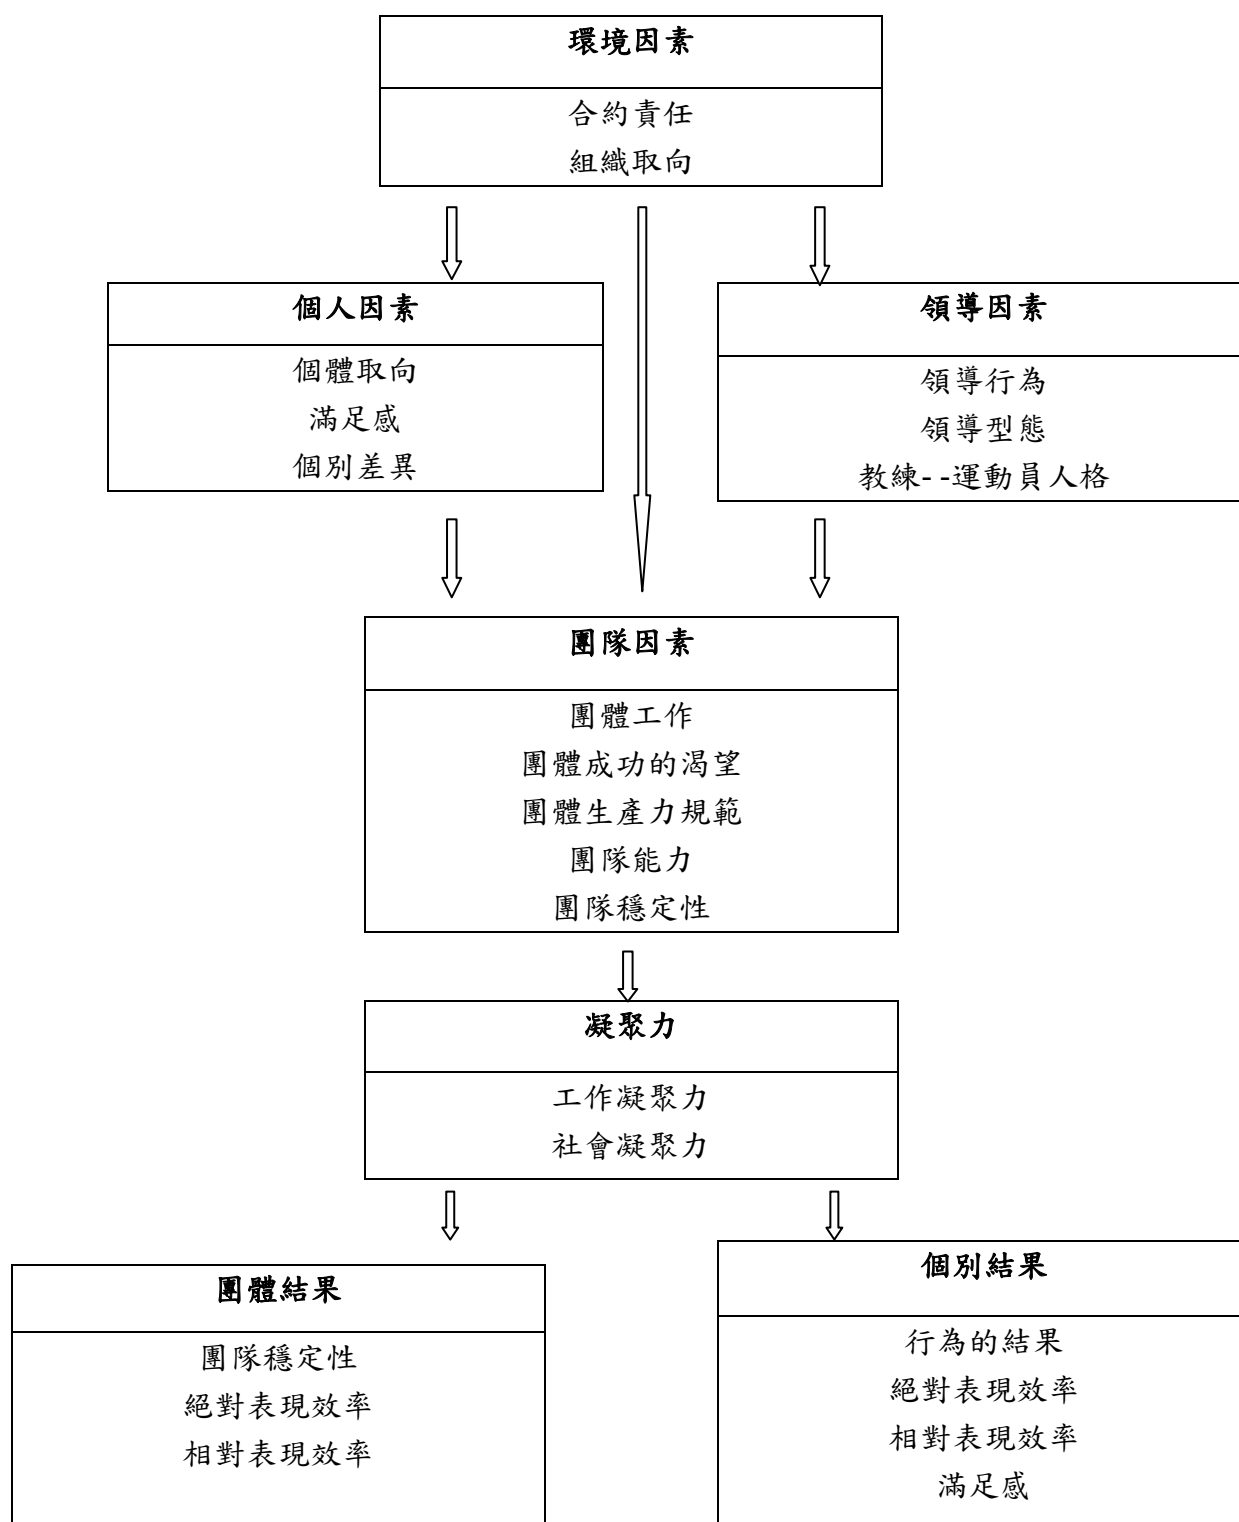 環境因素
合約責任
組織取向
個人因素
個體取向
滿足感
個別差異
領導因素
領導行為
領導型態
教練- -運動員人格
團隊因素
團體工作
團體成功的渴望
團體生產力規範
團隊能力
團隊穩定性
凝聚力
工作凝聚力
社會凝聚力
團體結果
團隊穩定性
絕對表現效率
相對表現效率
個別結果
行為的結果
絕對表現效率
相對表現效率
滿足感